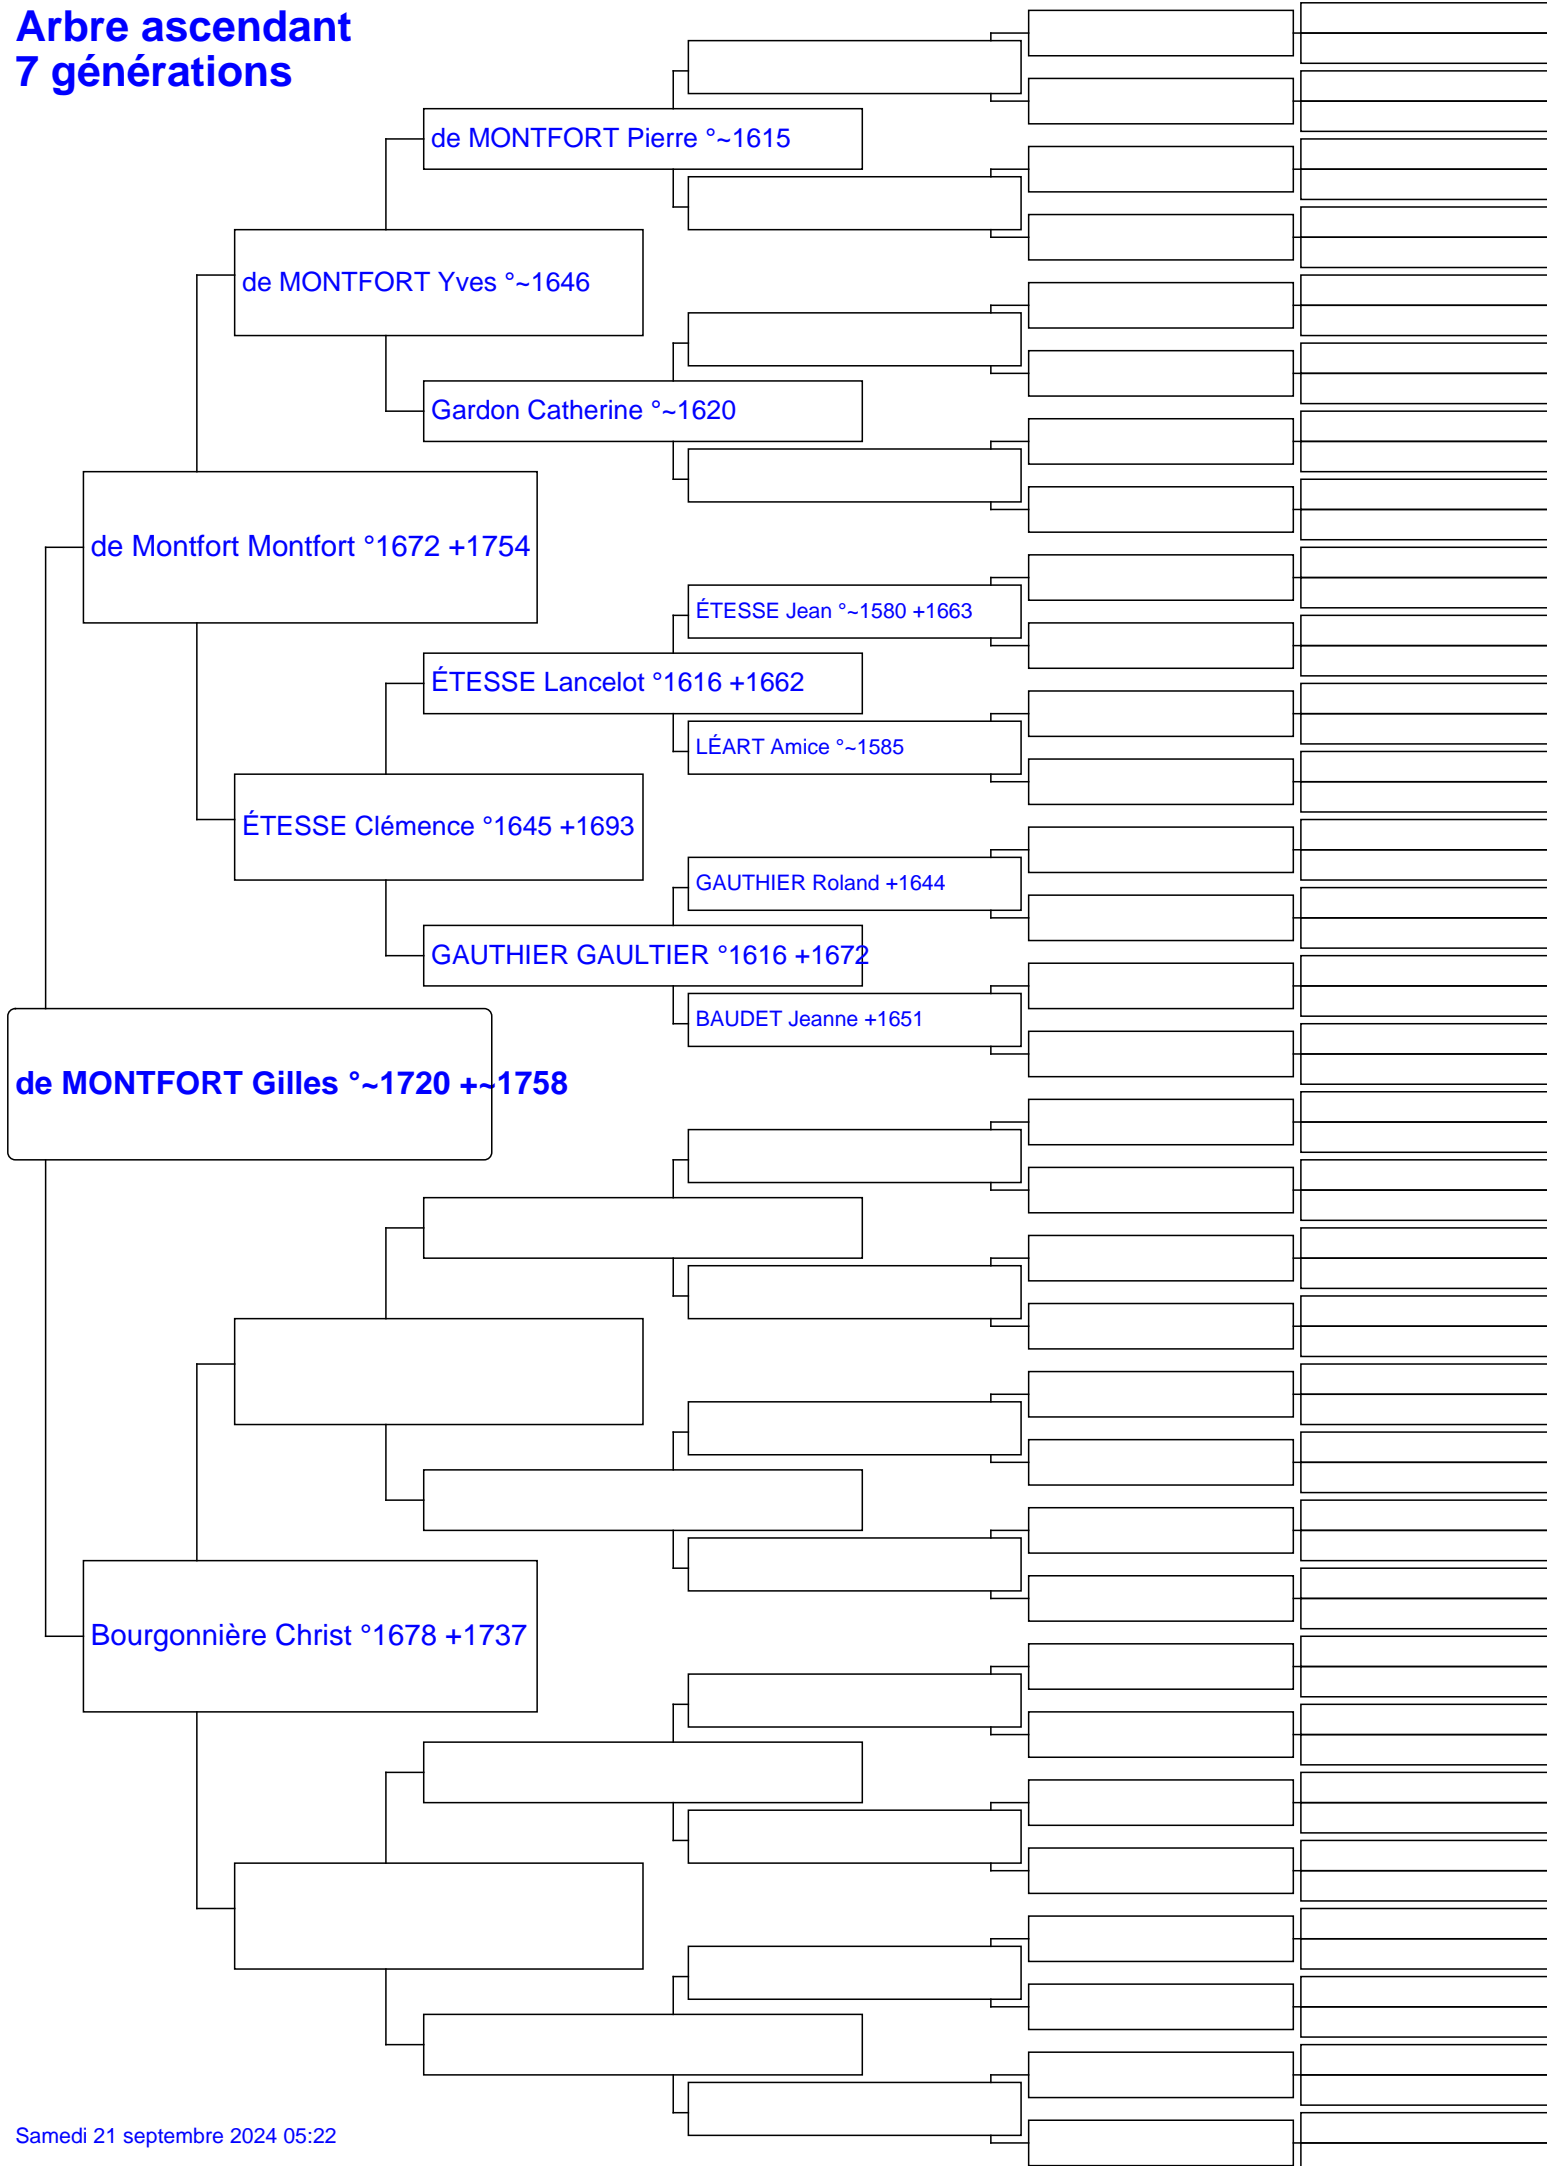 Arbre ascendant
7 générations
de MONTFORT Pierre °~1615
de MONTFORT Yves °~1646
Gardon Catherine °~1620
de Montfort Montfort °1672 +1754
ÉTESSE Jean °~1580 +1663
ÉTESSE Lancelot °1616 +1662
LÉART Amice °~1585
ÉTESSE Clémence °1645 +1693
GAUTHIER Roland +1644
GAUTHIER GAULTIER °1616 +1672
BAUDET Jeanne +1651
de MONTFORT Gilles °~1720 +~1758
Bourgonnière Christ °1678 +1737
Samedi 21 septembre 2024 05:22